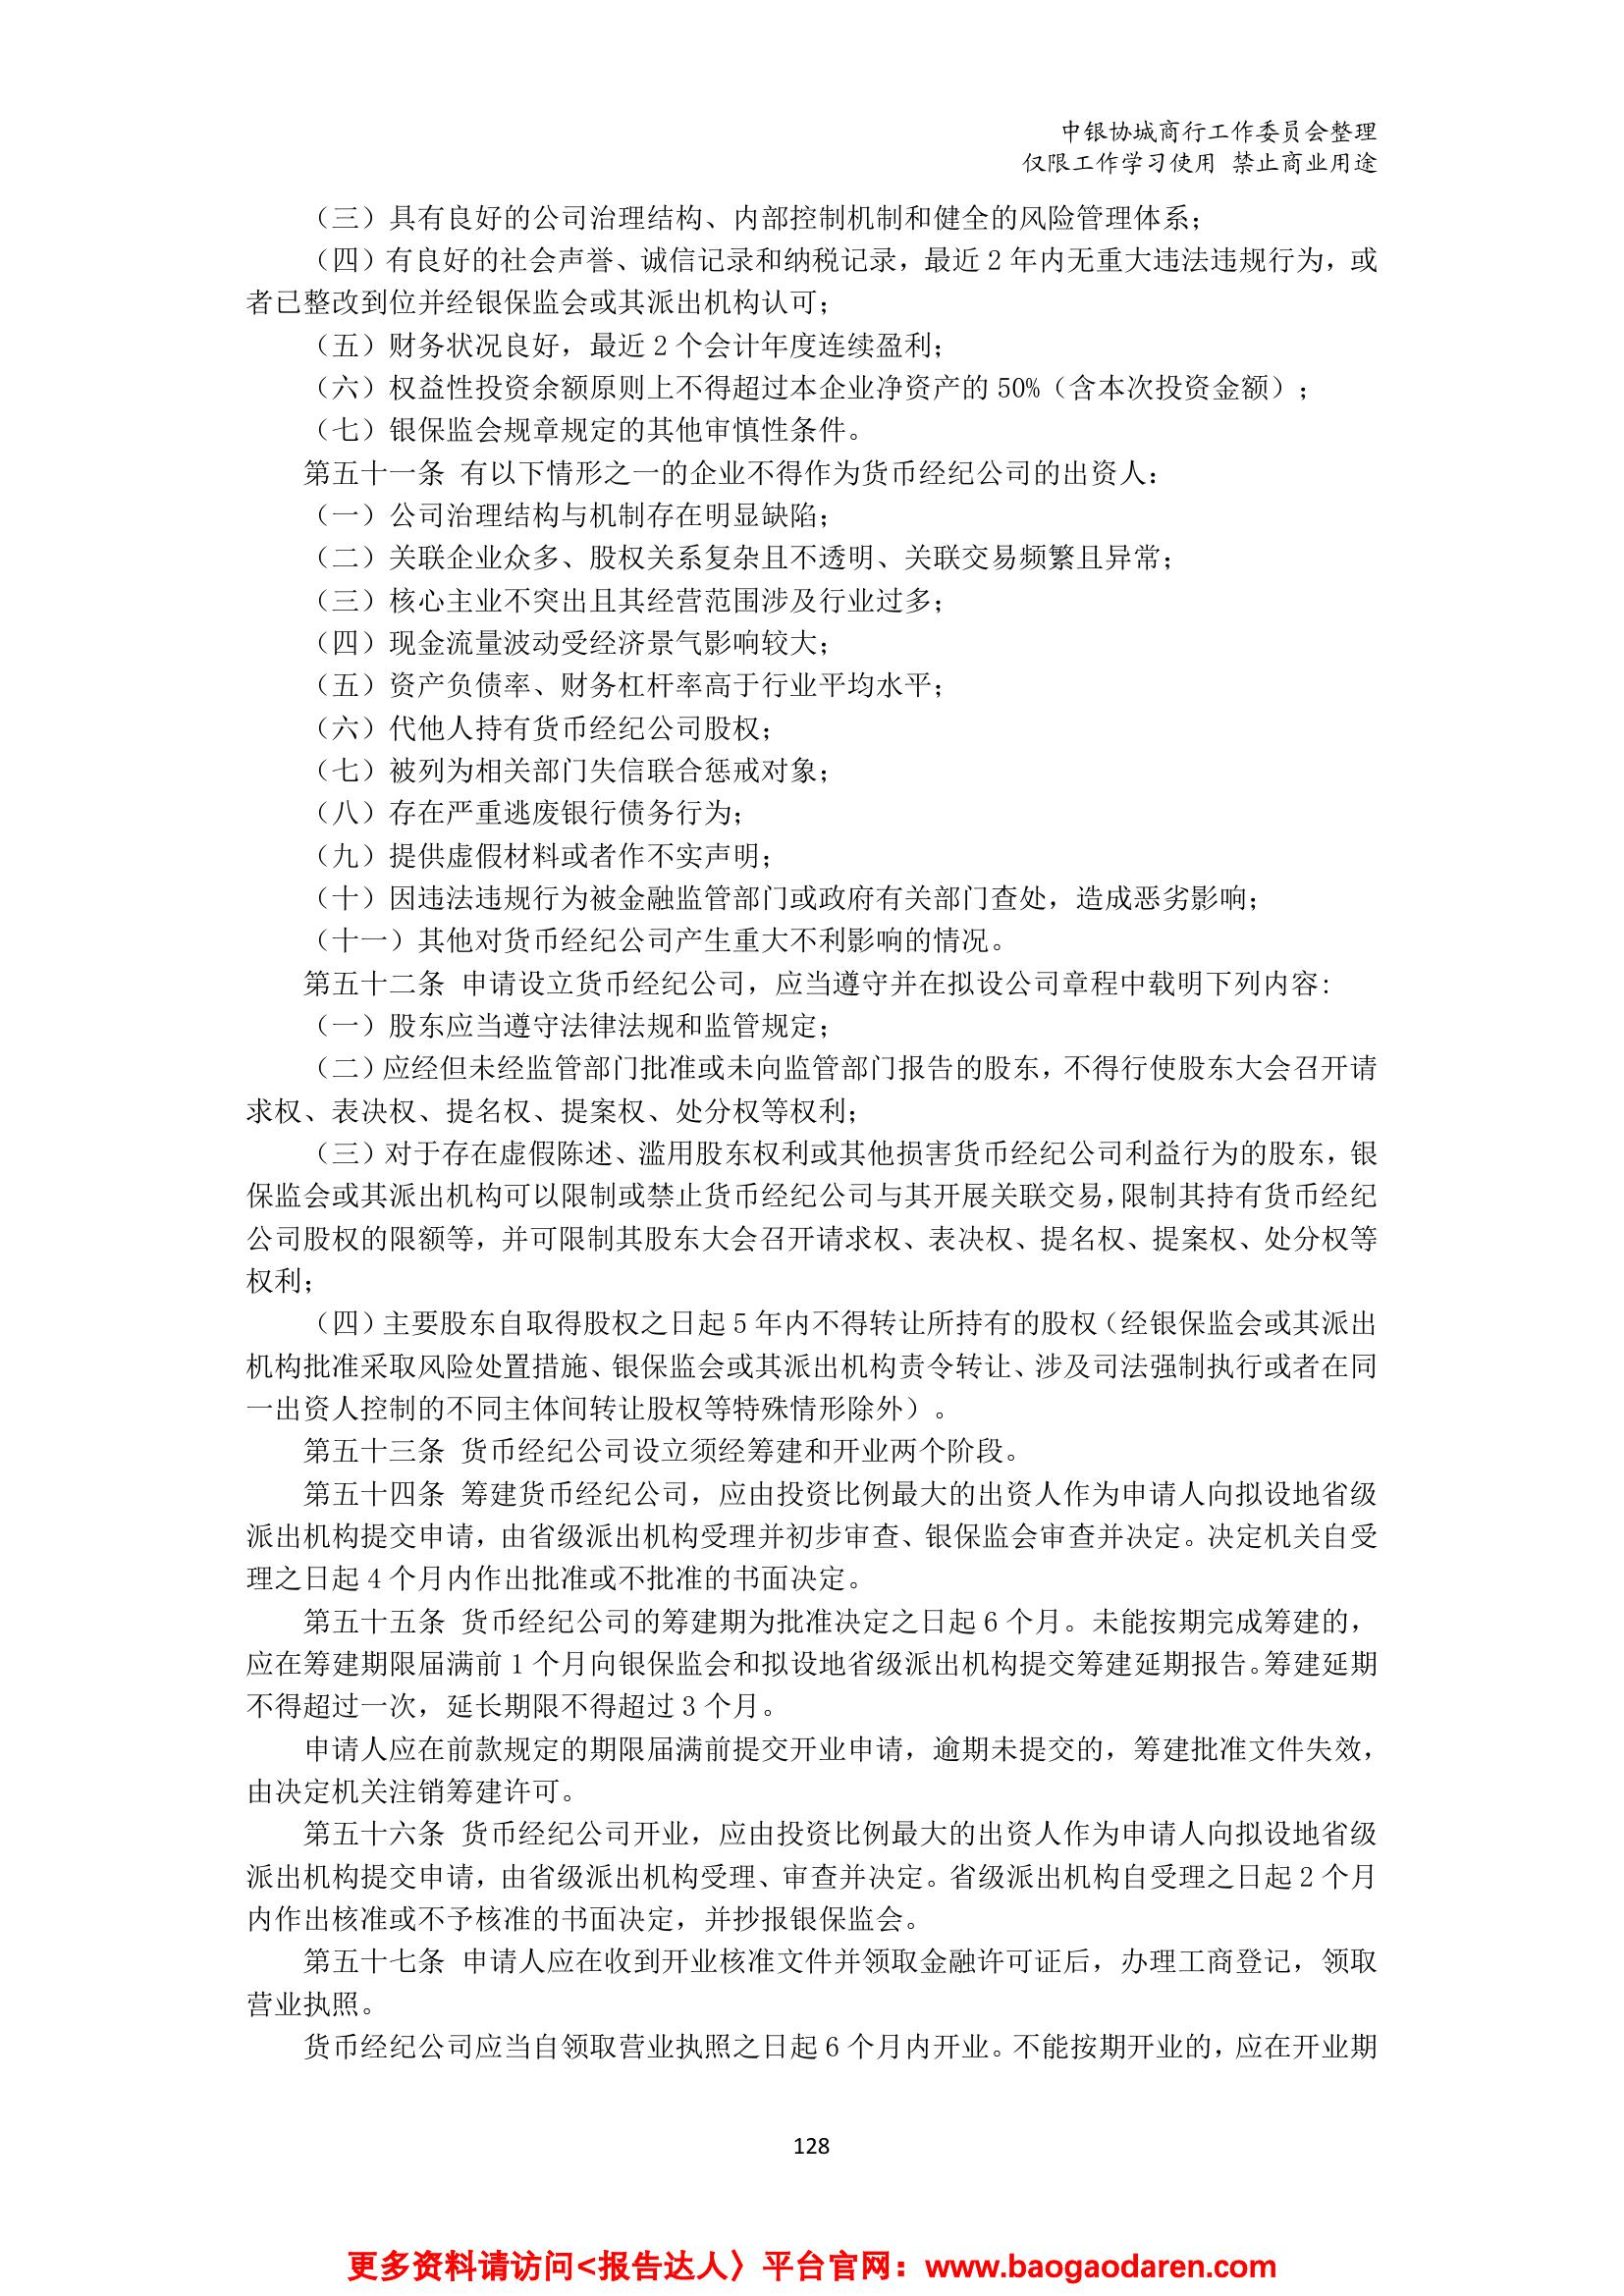 中银协城商行工作委员会整理
仅限工作学习使用 禁止商业用途
（三）具有良好的公司治理结构、内部控制机制和健全的风险管理体系；
（四）有良好的社会声誉、诚信记录和纳税记录，最近 2 年内无重大违法违规行为，或
者已整改到位并经银保监会或其派出机构认可；
（五）财务状况良好，最近 2 个会计年度连续盈利；
（六）权益性投资余额原则上不得超过本企业净资产的 50%（含本次投资金额）；
（七）银保监会规章规定的其他审慎性条件。
第五十一条 有以下情形之一的企业不得作为货币经纪公司的出资人：
（一）公司治理结构与机制存在明显缺陷；
（二）关联企业众多、股权关系复杂且不透明、关联交易频繁且异常；
（三）核心主业不突出且其经营范围涉及行业过多；
（四）现金流量波动受经济景气影响较大；
（五）资产负债率、财务杠杆率高于行业平均水平；
（六）代他人持有货币经纪公司股权；
（七）被列为相关部门失信联合惩戒对象；
（八）存在严重逃废银行债务行为；
（九）提供虚假材料或者作不实声明；
（十）因违法违规行为被金融监管部门或政府有关部门查处，造成恶劣影响；
（十一）其他对货币经纪公司产生重大不利影响的情况。
第五十二条 申请设立货币经纪公司，应当遵守并在拟设公司章程中载明下列内容：
（一）股东应当遵守法律法规和监管规定；
（二）应经但未经监管部门批准或未向监管部门报告的股东，不得行使股东大会召开请
求权、表决权、提名权、提案权、处分权等权利；
（三）对于存在虚假陈述、滥用股东权利或其他损害货币经纪公司利益行为的股东，银
保监会或其派出机构可以限制或禁止货币经纪公司与其开展关联交易，限制其持有货币经纪
公司股权的限额等，并可限制其股东大会召开请求权、表决权、提名权、提案权、处分权等
权利；
（四）主要股东自取得股权之日起 5 年内不得转让所持有的股权（经银保监会或其派出
机构批准采取风险处置措施、银保监会或其派出机构责令转让、涉及司法强制执行或者在同
一出资人控制的不同主体间转让股权等特殊情形除外）。
第五十三条 货币经纪公司设立须经筹建和开业两个阶段。
第五十四条 筹建货币经纪公司，应由投资比例最大的出资人作为申请人向拟设地省级
派出机构提交申请，由省级派出机构受理并初步审查、银保监会审查并决定。决定机关自受
理之日起 4 个月内作出批准或不批准的书面决定。
第五十五条 货币经纪公司的筹建期为批准决定之日起 6 个月。未能按期完成筹建的，
应在筹建期限届满前 1 个月向银保监会和拟设地省级派出机构提交筹建延期报告。筹建延期
不得超过一次，延长期限不得超过 3 个月。
申请人应在前款规定的期限届满前提交开业申请，逾期未提交的，筹建批准文件失效，
由决定机关注销筹建许可。
第五十六条 货币经纪公司开业，应由投资比例最大的出资人作为申请人向拟设地省级
派出机构提交申请，由省级派出机构受理、审查并决定。省级派出机构自受理之日起 2 个月
内作出核准或不予核准的书面决定，并抄报银保监会。
第五十七条 申请人应在收到开业核准文件并领取金融许可证后，办理工商登记，领取
营业执照。
货币经纪公司应当自领取营业执照之日起 6 个月内开业。不能按期开业的，应在开业期
128
更多资料请访问<报告达人〉平台官网：www.baogaodaren.com